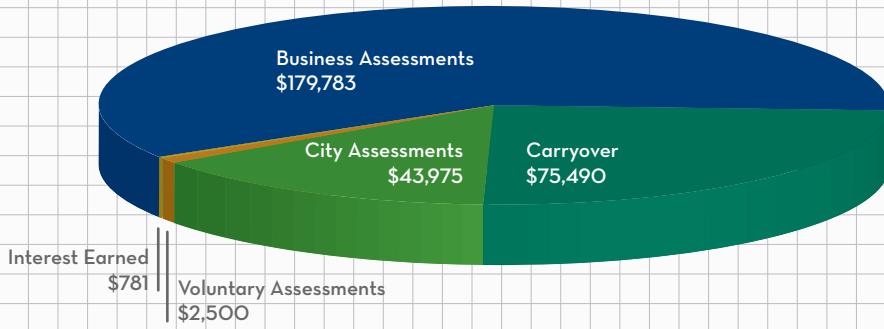 Business Assessments
$179,783
City Assessments
$43,975
Carryover
$75,490
Interest Earned
$781
Voluntary Assessments
$2,500